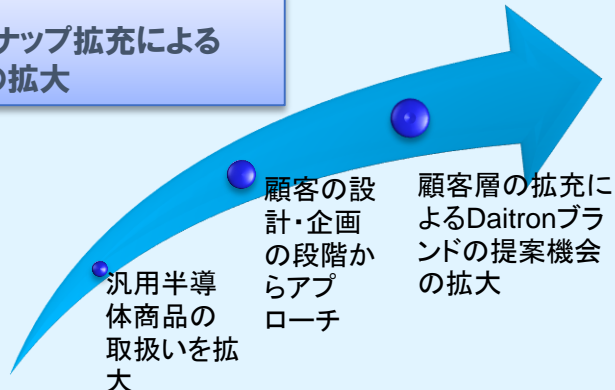 ナップ拡充による
の拡大
汎用半導
体商品の
取扱いを拡
大
顧客の設
計・企画
の段階か
らアプ
ローチ
顧客層の拡充に
よるDaitronブラ
ンドの提案機会
の拡大